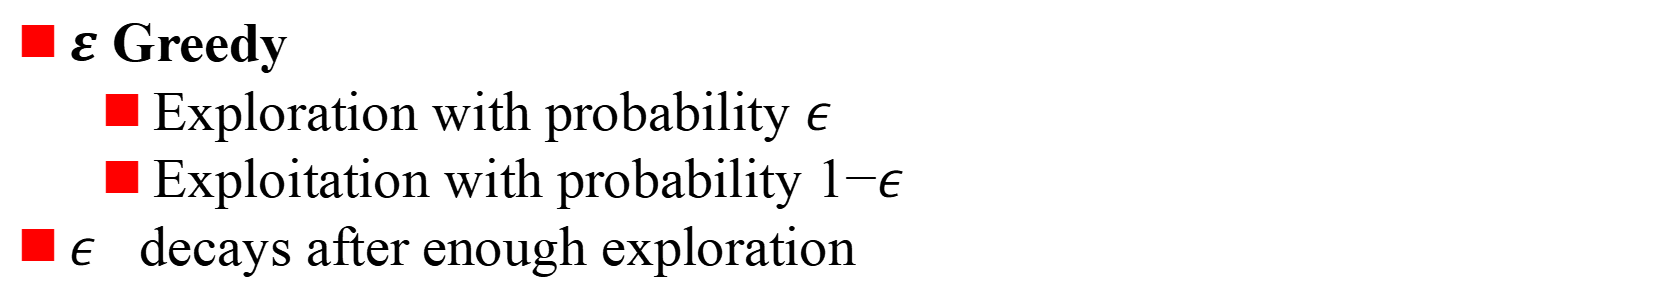 ε Greedy
Exploration with probability ϵ
Exploitation with probability 1−ϵ
ϵ decays after enough exploration